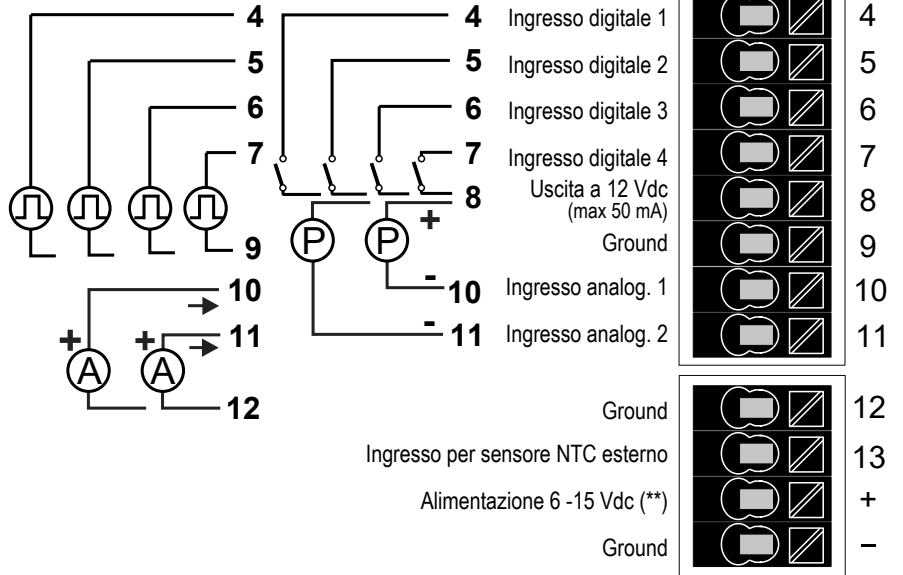 4 4 Ingresso digitale 1 4
5 5 Ingresso digitale 2 5
6 6 Ingresso digitale 3 6
7 7 Ingresso digitale 4 7
8 Uscita a 12 Vdc 8
(max 50 mA)
9 Ground 9
P P +
10 - 10 Ingresso analog. 1 10
+ + 11 - 11 Ingresso analog. 2 11
A A
12 Ground 12
Ingresso per sensore NTC esterno 13
Alimentazione 6 -15 Vdc (**) +
Ground –